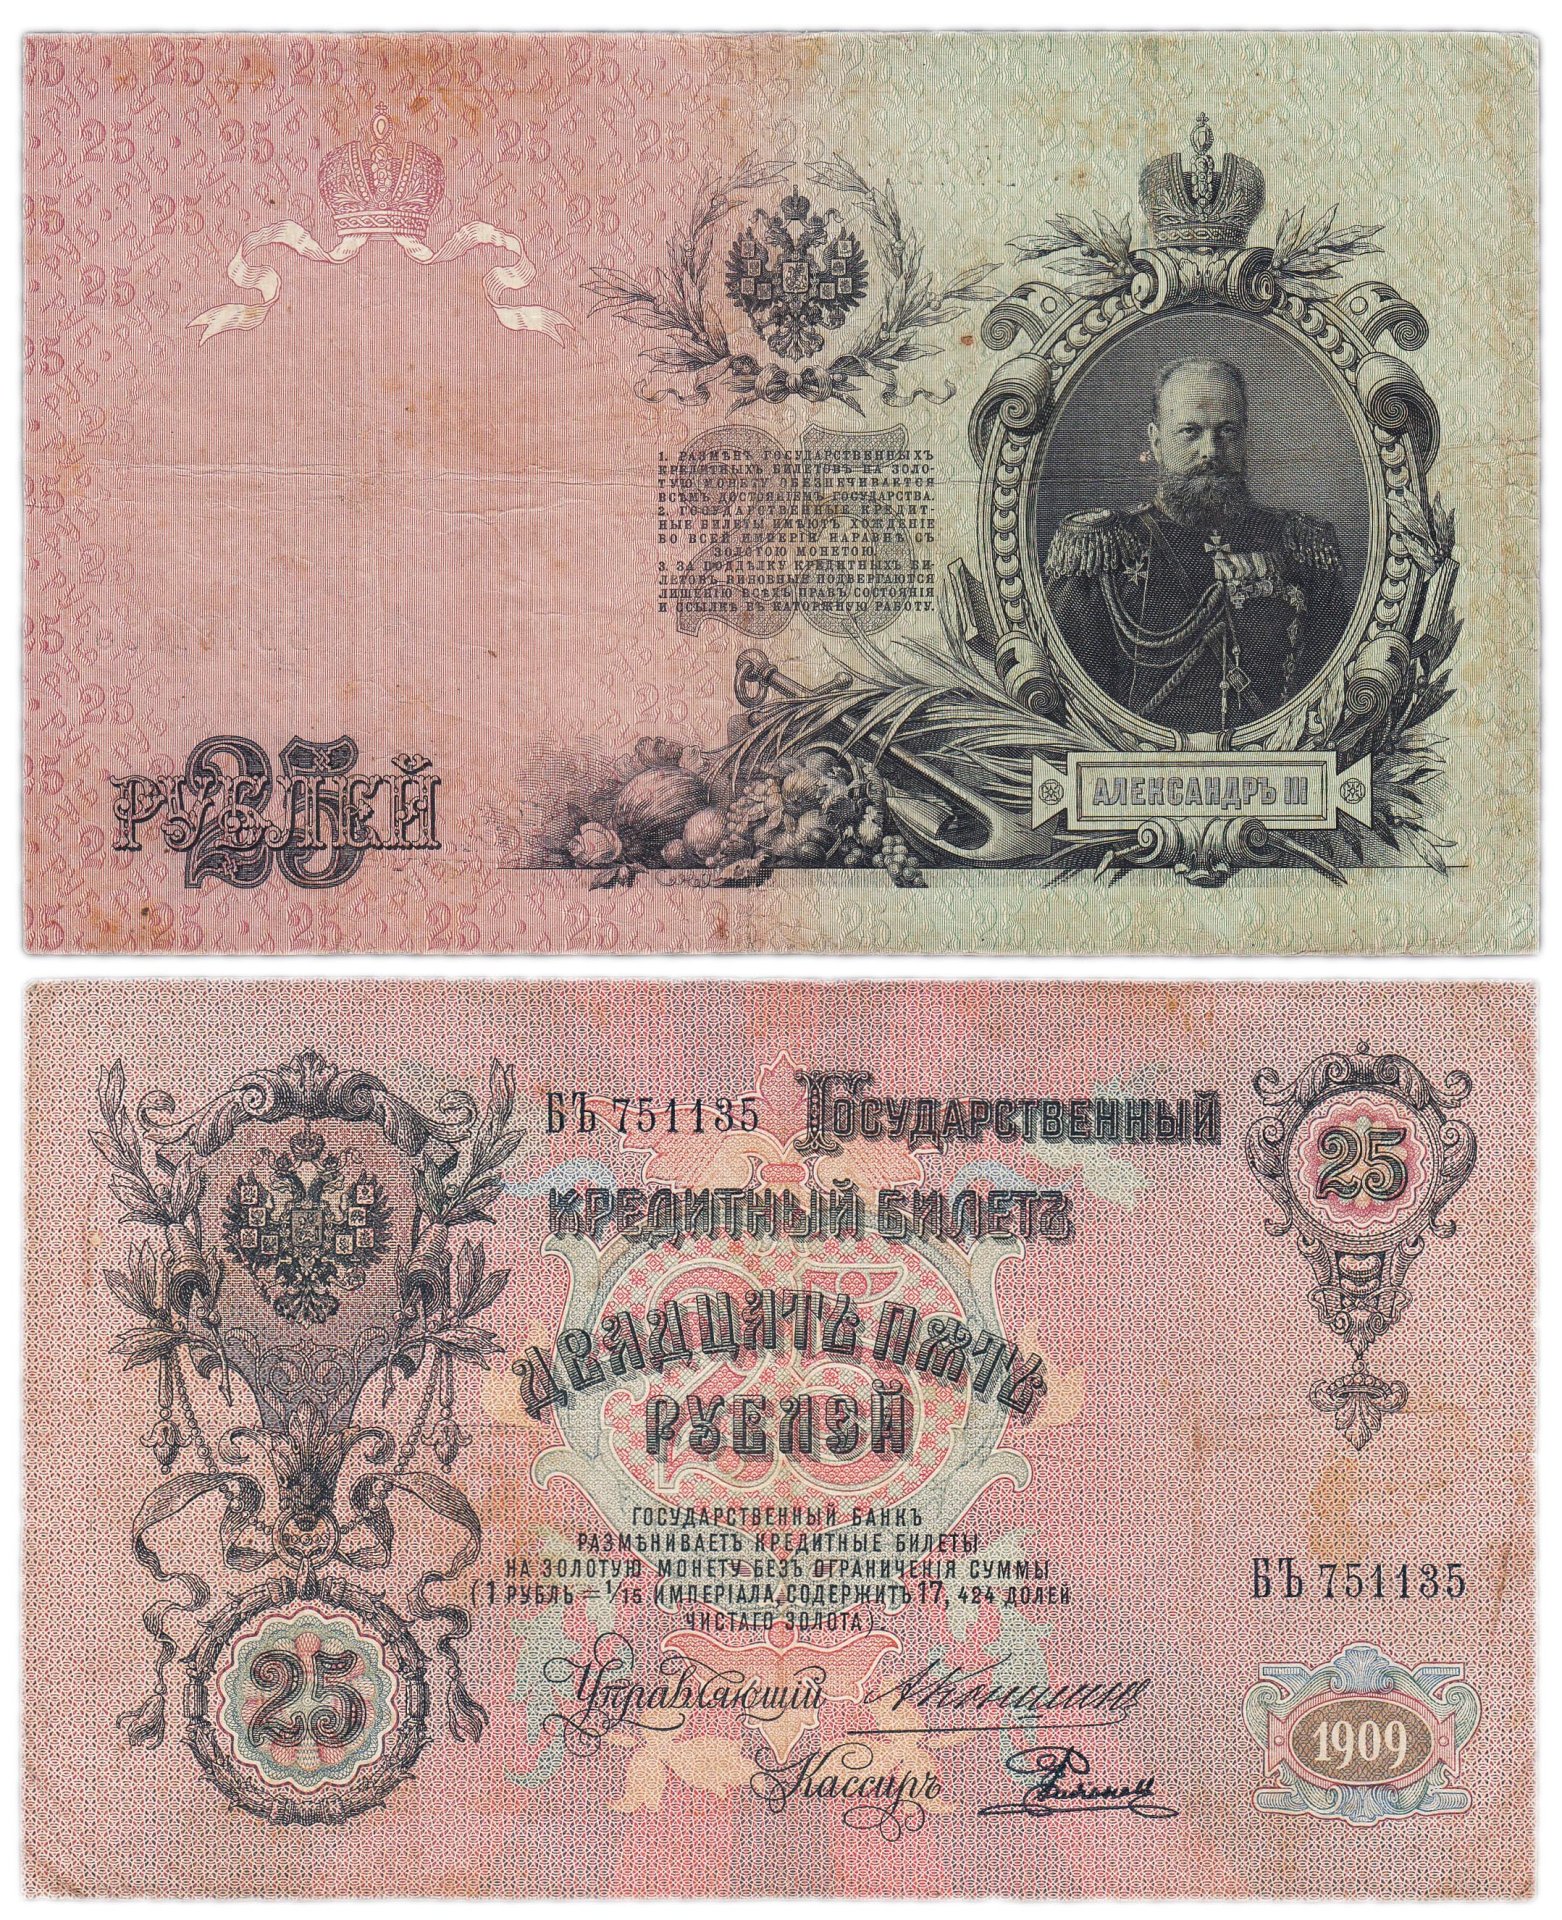 1. РАЗМѢНЪ ГОСУДАРСТВЕННЫХЪ
КРЕДИТНЫХЪ БИЛЕТОВЪ НА ЗОЛО-
ТУЮ МОНЕТУ ОБЕЗПЕЧИВАЕТСЯ
ВСѢМЪ ДОСТОЯНІЕМЪ ГОСУДАРСТВА.
2. ГОСУДАРСТВЕННЫЕ КРЕДИТ-
НЫЕ БИЛЕТЫ ИМѢЮТЪ ХОЖДЕНІЕ
ВО ВСЕЙ ИМПЕРІИ НАРАВНѢ СЪ
ЗОЛОТОЮ МОНЕТОЮ.
3. ЗА ПОДДѢЛКУ КРЕДИТНЫХЪ БИ-
ЛЕТОВЪ ВИНОВНЫЕ ПОДВЕРГАЮТСЯ
ЛИШЕНІЮ ВСѢХЪ ПРАВЪ СОСТОЯНІЯ
И ССЫЛКѢ ВЪ КАТОРЖНУЮ РАБОТУ.
25
РУБЛЕЙ
25
АЛЕКСАНДРЪ III
БЪ 751135 ГОСУДАРСТВЕННЫЙ
КРЕДИТНЫЙ БИЛЕТЪ
25
ДВАДЦАТЬ ПЯТЬ
РУБЛЕЙ
25
ГОСУДАРСТВЕННЫЙ БАНКЪ
РАЗМѢНИВАЕТЪ КРЕДИТНЫЕ БИЛЕТЫ
НА ЗОЛОТУЮ МОНЕТУ БЕЗЪ ОГРАНИЧЕНІЯ СУММЫ
(1 РУБЛЬ = 1/15 ИМПЕРІАЛА, СОДЕРЖИТЪ 17, 424 ДОЛЕЙ
ЧИСТАГО ЗОЛОТА).
БЪ 751135
25
Управляющій
Кассиръ
1909